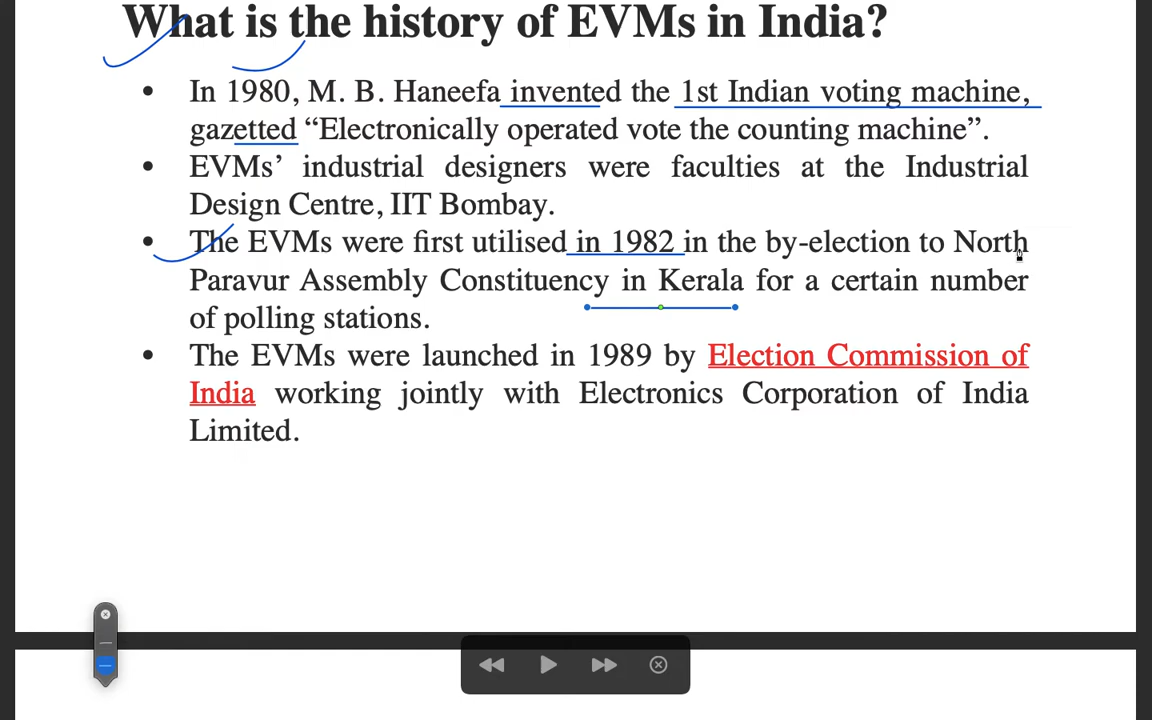 What is the history of EVMs in India?
• In 1980, M. B. Haneefa invented the 1st Indian voting machine,
gazetted “Electronically operated vote the counting machine”.
• EVMs’ industrial designers were faculties at the Industrial
Design Centre, IIT Bombay.
• The EVMs were first utilised in 1982 in the by-election to North
Paravur Assembly Constituency in Kerala for a certain number
of polling stations.
• The EVMs were launched in 1989 by Election Commission of
India working jointly with Electronics Corporation of India
Limited.